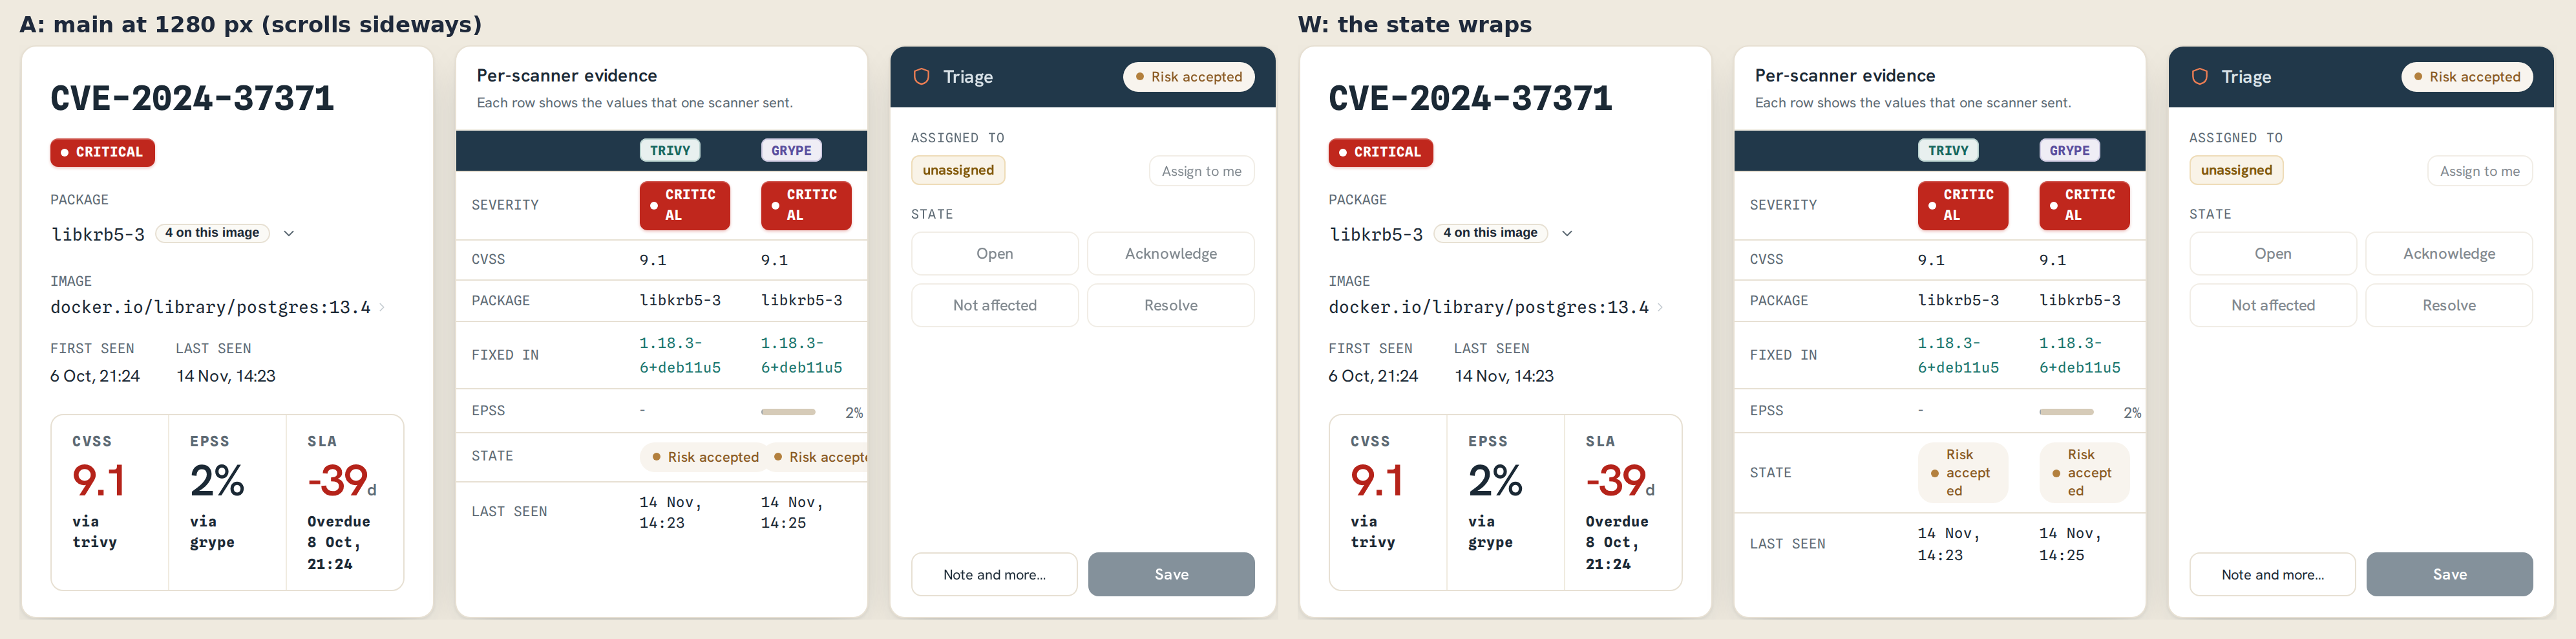 A: main at 1280 px (scrolls sideways)
CVE-2024-37371
CRITICAL
PACKAGE
libkrb5-3 4 on this image
IMAGE
docker.io/library/postgres:13.4
FIRST SEEN LAST SEEN
6 Oct, 21:24 14 Nov, 14:23
CVSS EPSS SLA
9.1 2% -39d
via via Overdue
trivy grype 8 Oct,
21:24
Per-scanner evidence
Each row shows the values that one scanner sent.
TRIVY GRYPE
SEVERITY CRITIC CRITIC
AL AL
CVSS 9.1 9.1
PACKAGE libkrb5-3 libkrb5-3
FIXED IN 1.18.3- 1.18.3-
6+deb11u5 6+deb11u5
EPSS - 2%
STATE Risk accepted Risk accept
LAST SEEN 14 Nov, 14 Nov,
14:23 14:25
Triage Risk accepted
ASSIGNED TO
unassigned Assign to me
STATE
Open Acknowledge
Not affected Resolve
Note and more... Save
W: the state wraps
CVE-2024-37371
CRITICAL
PACKAGE
libkrb5-3 4 on this image
IMAGE
docker.io/library/postgres:13.4
FIRST SEEN LAST SEEN
6 Oct, 21:24 14 Nov, 14:23
CVSS EPSS SLA
9.1 2% -39d
via via Overdue
trivy grype 8 Oct,
21:24
Per-scanner evidence
Each row shows the values that one scanner sent.
TRIVY GRYPE
SEVERITY CRITIC CRITIC
AL AL
CVSS 9.1 9.1
PACKAGE libkrb5-3 libkrb5-3
FIXED IN 1.18.3- 1.18.3-
6+deb11u5 6+deb11u5
EPSS - 2%
STATE Risk Risk
accept accept
ed ed
LAST SEEN 14 Nov, 14 Nov,
14:23 14:25
Triage Risk accepted
ASSIGNED TO
unassigned Assign to me
STATE
Open Acknowledge
Not affected Resolve
Note and more... Save